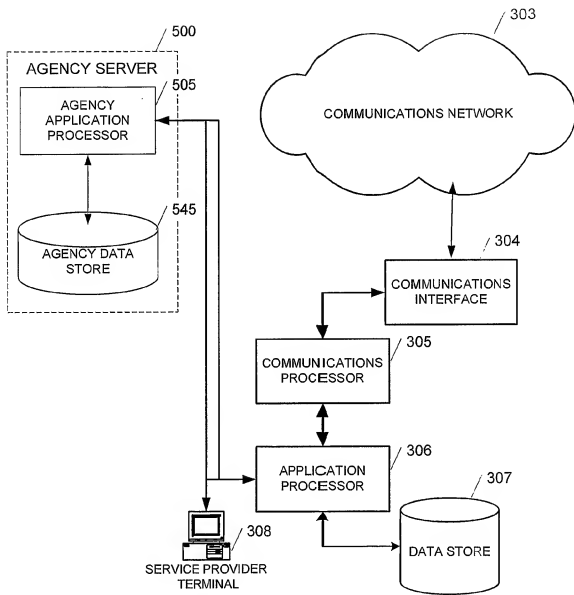 500
303
AGENCY SERVER
505
AGENCY
APPLICATION
PROCESSOR
COMMUNICATIONS NETWORK
545
AGENCY DATA
STORE
304
COMMUNICATIONS
INTERFACE
COMMUNICATIONS
PROCESSOR
305
APPLICATION
PROCESSOR
306
307
DATA STORE
308
SERVICE PROVIDER
TERMINAL